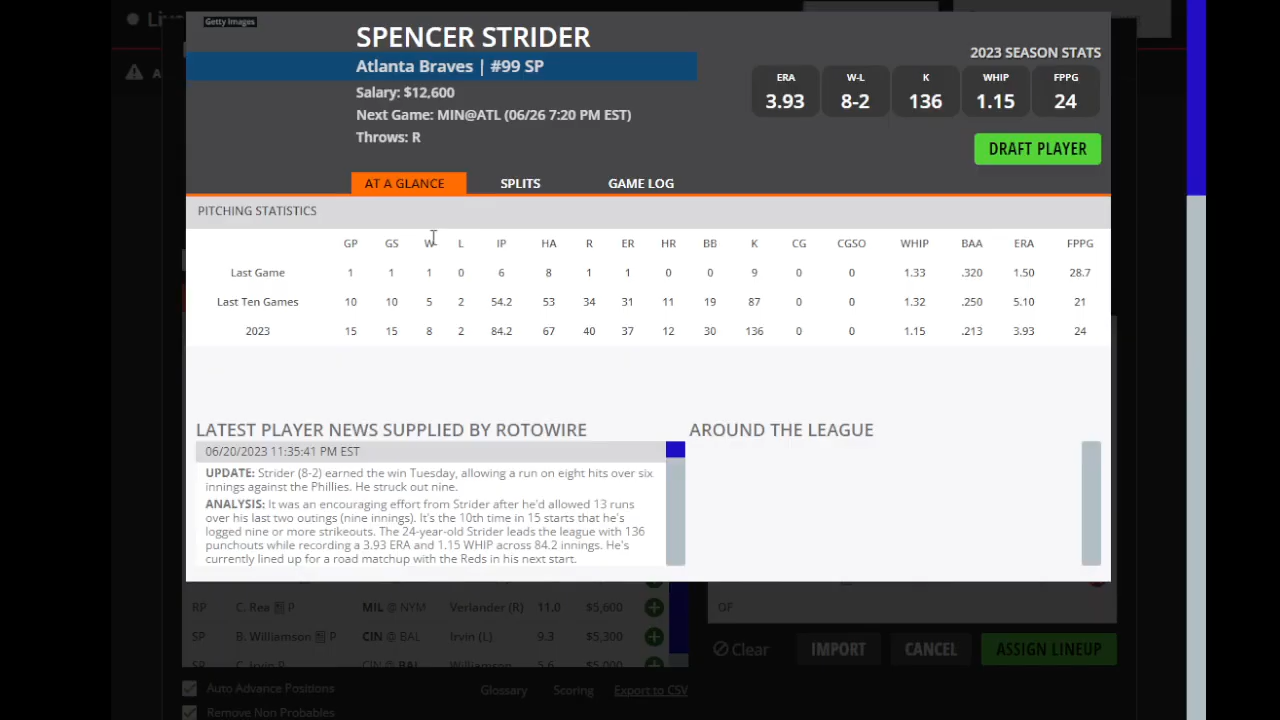 Getty Images
SPENCER STRIDER
Atlanta Braves | #99 SP
Salary: $12,600
Next Game: MIN@ATL (06/26 7:20 PM EST)
Throws: R
2023 SEASON STATS
ERA W-L K WHIP FPPG
3.93 8-2 136 1.15 24
DRAFT PLAYER
AT A GLANCE SPLITS GAME LOG
PITCHING STATISTICS
GP GS W L IP HA R ER HR BB K CG CGSO WHIP BAA ERA FPPG
Last Game 1 1 1 0 6 8 1 1 0 0 9 0 0 1.33 .320 1.50 28.7
Last Ten Games 10 10 5 2 54.2 53 34 31 11 19 87 0 0 1.32 .250 5.10 21
2023 15 15 8 2 84.2 67 40 37 12 30 136 0 0 1.15 .213 3.93 24
LATEST PLAYER NEWS SUPPLIED BY ROTOWIRE
06/20/2023 11:35:41 PM EST
UPDATE: Strider (8-2) earned the win Tuesday, allowing a run on eight hits over six
innings against the Phillies. He struck out nine.
ANALYSIS: It was an encouraging effort from Strider after he'd allowed 13 runs
over his last two outings (nine innings). It's the 10th time in 15 starts that he's
logged nine or more strikeouts. The 24-year-old Strider leads the league with 136
punchouts while recording a 3.93 ERA and 1.15 WHIP across 84.2 innings. He's
currently lined up for a road matchup with the Reds in his next start.
AROUND THE LEAGUE
RP C. Rea P MIL @ NYM Verlander (R) 11.0 $5,600
SP B. Williamson P CIN @ BAL Irvin (L) 9.3 $5,300
SP C. Irvin P CIN @ BAL Williamson 5.6 $5,000
OF
Clear IMPORT CANCEL ASSIGN LINEUP
Auto Advance Positions
Glossary Scoring Export to CSV
Remove Non Probables